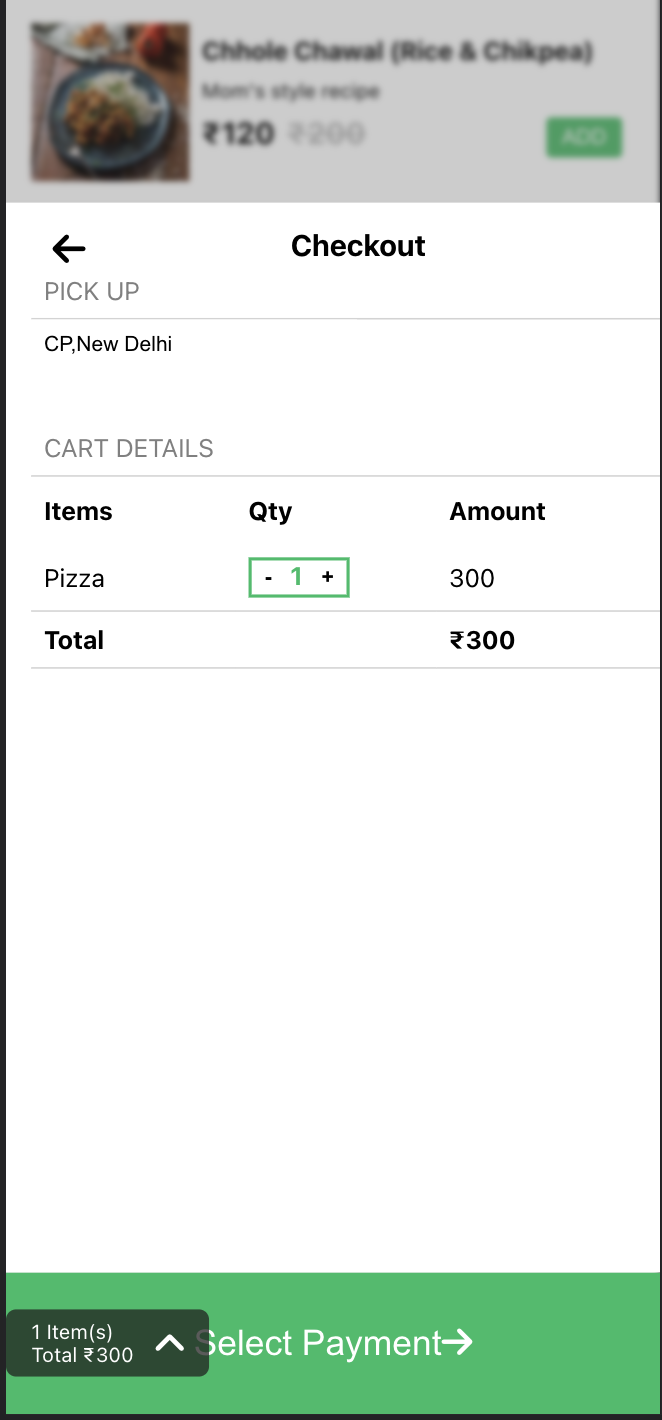 Chhole Chawal (Rice & Chikpea)
Mom's style recipe
₹120 ₹200
ADD
Checkout
PICK UP
CP,New Delhi
CART DETAILS
Items Qty Amount
Pizza - 1 + 300
Total ₹300
1 Item(s)
Total ₹300
Select Payment